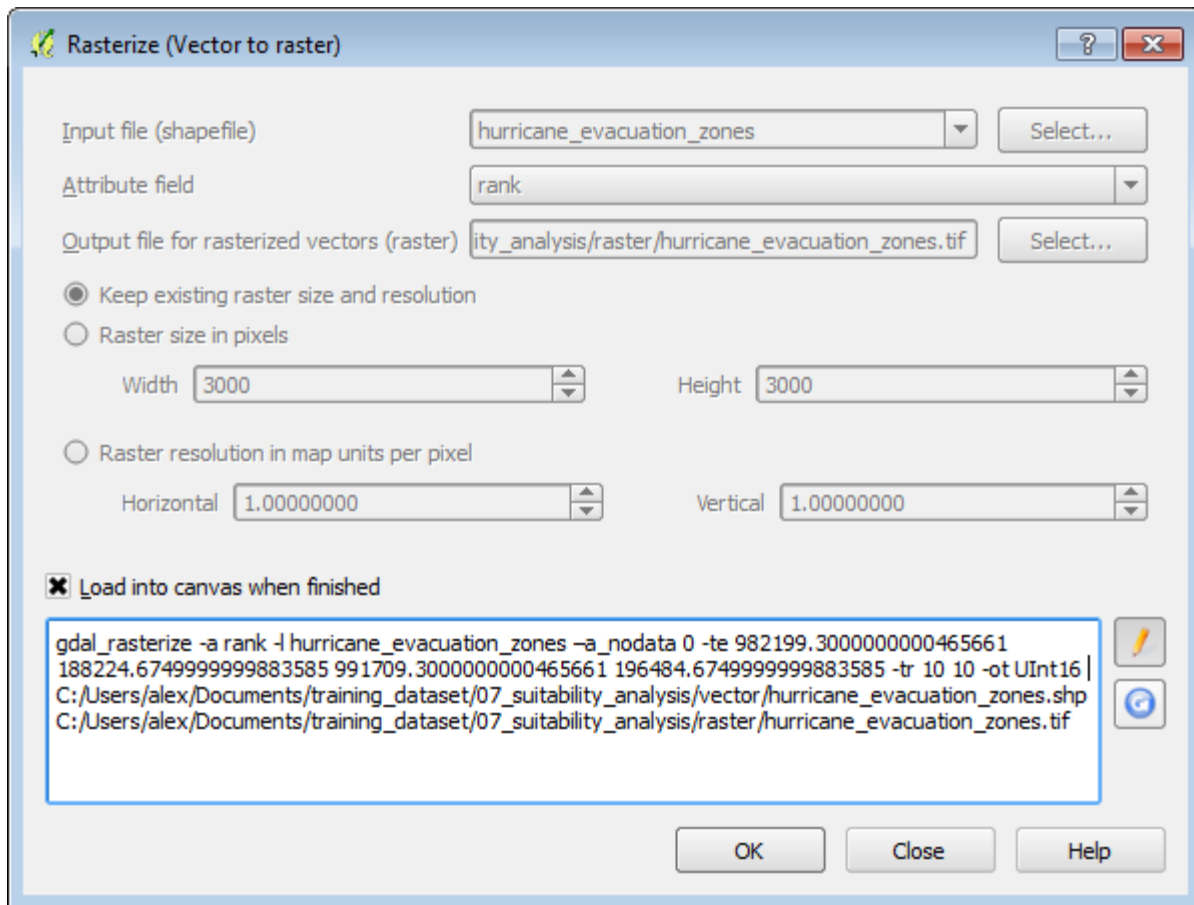 Rasterize (Vector to raster)
Input file (shapefile) hurricane_evacuation_zones Select...
Attribute field rank
Output file for rasterized vectors (raster) ity_analysis/raster/hurricane_evacuation_zones.tif Select...
Keep existing raster size and resolution
Raster size in pixels
Width 3000 Height 3000
Raster resolution in map units per pixel
Horizontal 1.00000000 Vertical 1.00000000
Load into canvas when finished
gdal_rasterize -a rank -l hurricane_evacuation_zones –a_nodata 0 -te 982199.3000000000465661
188224.6749999999883585 991709.3000000000465661 196484.6749999999883585 -tr 10 10 -ot UInt16
C:/Users/alex/Documents/training_dataset/07_suitability_analysis/vector/hurricane_evacuation_zones.shp
C:/Users/alex/Documents/training_dataset/07_suitability_analysis/raster/hurricane_evacuation_zones.tif
OK Close Help